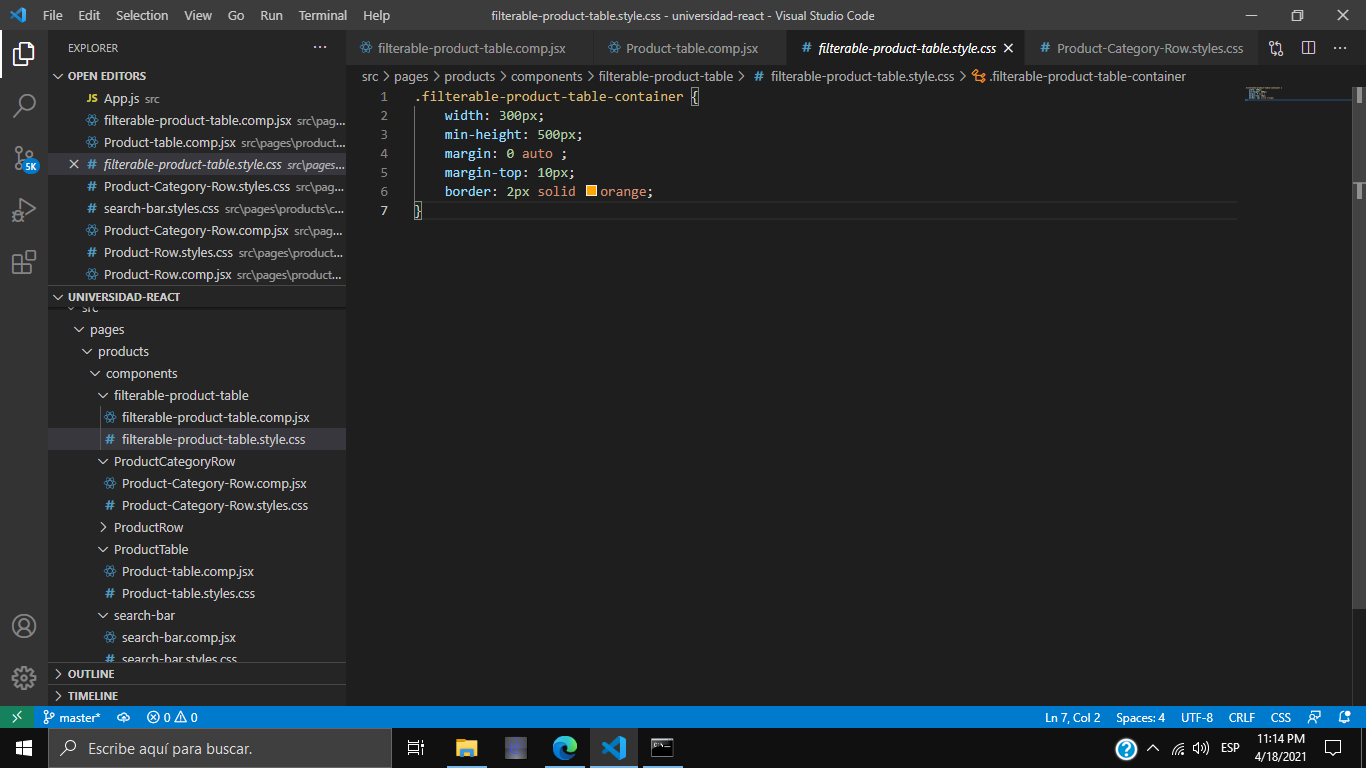 File Edit Selection View Go Run Terminal Help filterable-product-table.style.css - universidad-react - Visual Studio Code
EXPLORER
OPEN EDITORS
JS App.js src
filterable-product-table.comp.jsx src\pag...
Product-table.comp.jsx src\pages\product...
# filterable-product-table.style.css src\pages...
# Product-Category-Row.styles.css src\pag...
# search-bar.styles.css src\pages\products\c...
Product-Category-Row.comp.jsx src\pag...
# Product-Row.styles.css src\pages\product...
Product-Row.comp.jsx src\pages\product...
5K
UNIVERSIDAD-REACT
src
pages
products
components
filterable-product-table
filterable-product-table.comp.jsx
# filterable-product-table.style.css
ProductCategoryRow
Product-Category-Row.comp.jsx
# Product-Category-Row.styles.css
ProductRow
ProductTable
Product-table.comp.jsx
# Product-table.styles.css
search-bar
search-bar.comp.jsx
# search-bar.styles.css
OUTLINE
TIMELINE
filterable-product-table.comp.jsx Product-table.comp.jsx # filterable-product-table.style.css # Product-Category-Row.styles.css
src > pages > products > components > filterable-product-table > # filterable-product-table.style.css > .filterable-product-table-container
1 .filterable-product-table-container {
2 width: 300px;
3 min-height: 500px;
4 margin: 0 auto ;
5 margin-top: 10px;
6 border: 2px solid orange;
7 }
master* 0 0 Ln 7, Col 2 Spaces: 4 UTF-8 CRLF CSS
Escribe aquí para buscar. ESP 11:14 PM
4/18/2021